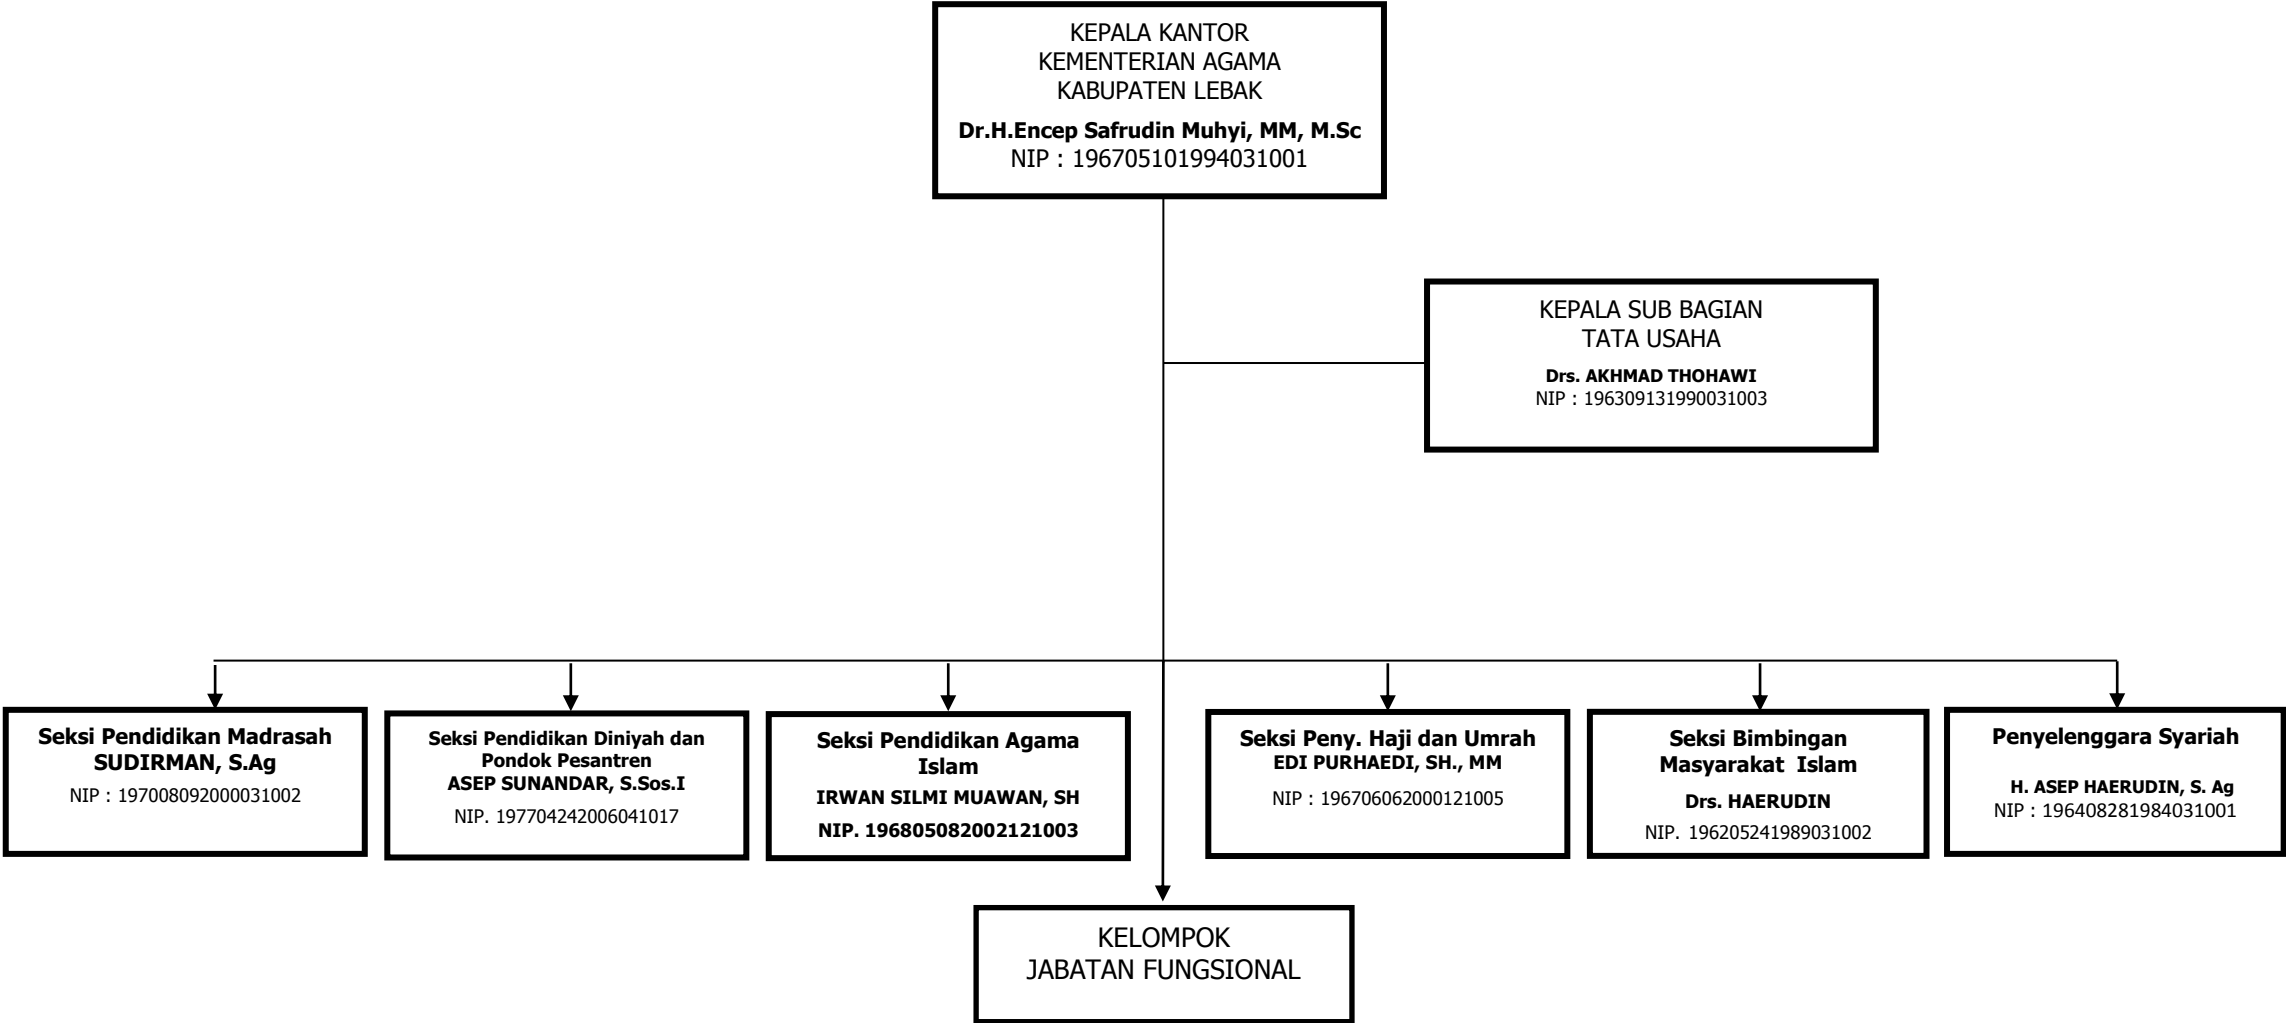 KEPALA KANTOR
KEMENTERIAN AGAMA
KABUPATEN LEBAK
Dr.H.Encep Safrudin Muhyi, MM, M.Sc
NIP : 196705101994031001
KEPALA SUB BAGIAN
TATA USAHA
Drs. AKHMAD THOHAWI
NIP : 196309131990031003
Seksi Pendidikan Madrasah
SUDIRMAN, S.Ag
NIP : 197008092000031002
Seksi Pendidikan Diniyah dan
Pondok Pesantren
ASEP SUNANDAR, S.Sos.I
NIP. 197704242006041017
Seksi Pendidikan Agama
Islam
IRWAN SILMI MUAWAN, SH
NIP. 196805082002121003
Seksi Peny. Haji dan Umrah
EDI PURHAEDI, SH., MM
NIP : 196706062000121005
Seksi Bimbingan
Masyarakat  Islam
Drs. HAERUDIN
NIP. 196205241989031002
Penyelenggara Syariah
H. ASEP HAERUDIN, S. Ag
NIP : 196408281984031001
KELOMPOK
JABATAN FUNGSIONAL